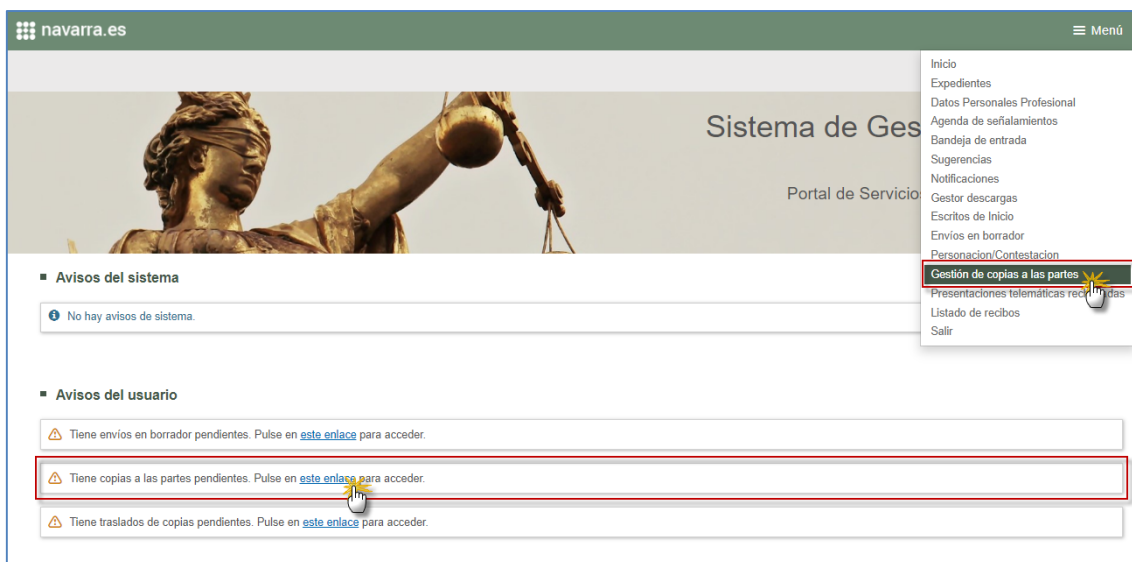 navarra.es
Menú
Inicio
Expedientes
Datos Personales Profesional
Agenda de señalamientos
Bandeja de entrada
Sugerencias
Notificaciones
Gestor descargas
Escritos de Inicio
Envíos en borrador
Personacion/Contestacion
Gestión de copias a las partes
Presentaciones telemáticas
Listado de recibos
Salir
Sistema de Ges
Portal de Servicio
Avisos del sistema
No hay avisos de sistema.
Avisos del usuario
Tiene envíos en borrador pendientes. Pulse en este enlace para acceder.
Tiene copias a las partes pendientes. Pulse en este enlace para acceder.
Tiene traslados de copias pendientes. Pulse en este enlace para acceder.